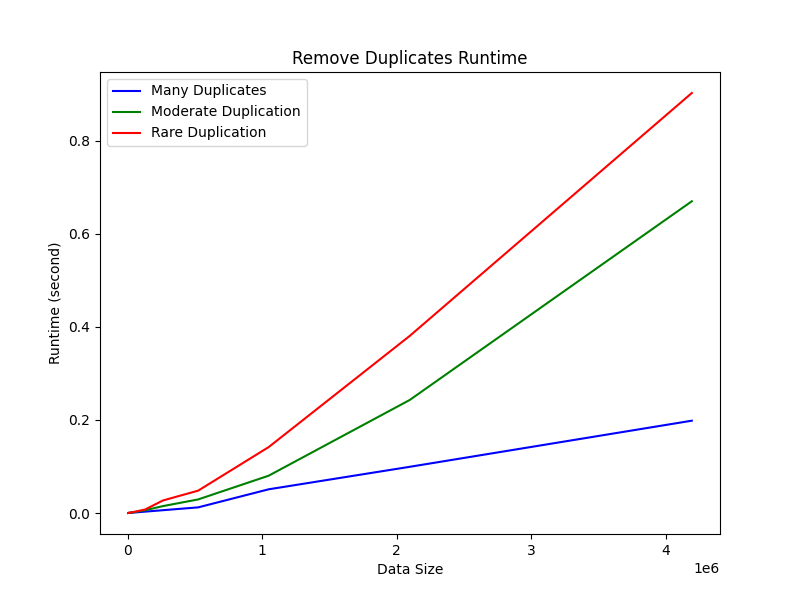 Remove Duplicates Runtime
Many Duplicates
Moderate Duplication
Rare Duplication
0.8
0.6
0.4
0.2
0.0
Runtime (second)
0 1 2 3 4
1e6
Data Size